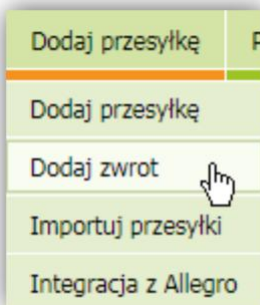 Dodaj przesyłkę
Dodaj przesyłkę
Dodaj zwrot
Importuj przesyłki
Integracja z Allegro